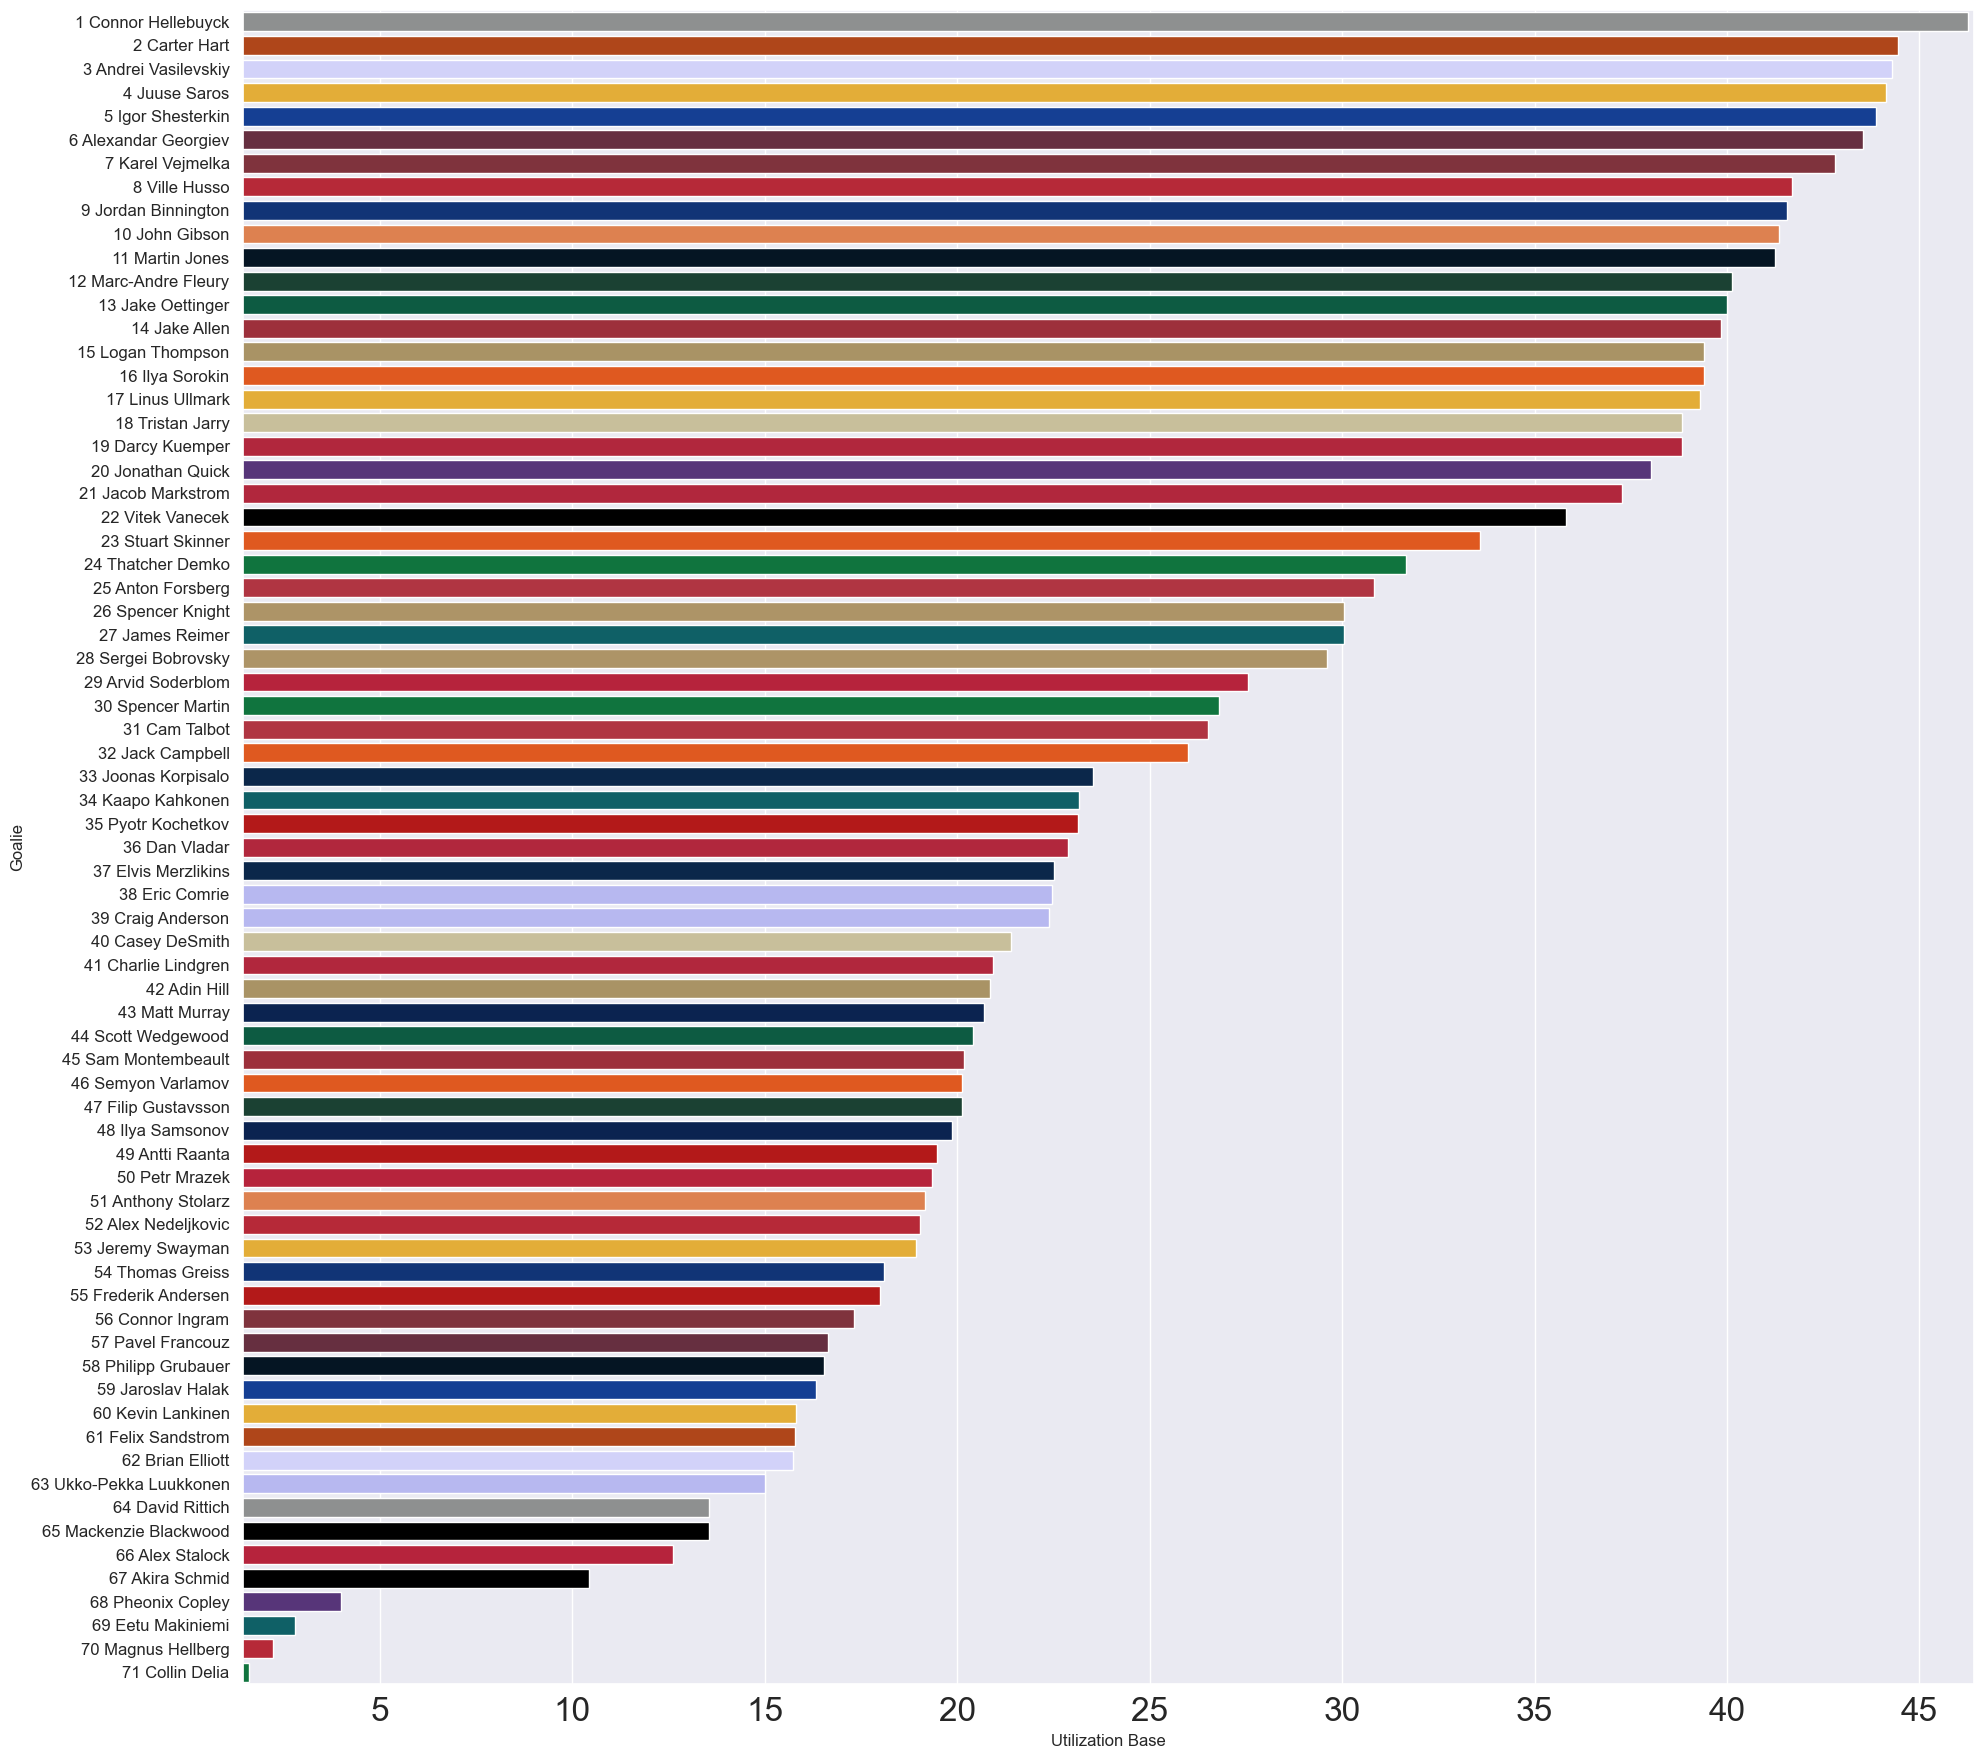 1 Connor Hellebuyck
2 Carter Hart
3 Andrei Vasilevskiy
4 Juuse Saros
5 Igor Shesterkin
6 Alexandar Georgiev
7 Karel Vejmelka
8 Ville Husso
9 Jordan Binnington
10 John Gibson
11 Martin Jones
12 Marc-Andre Fleury
13 Jake Oettinger
14 Jake Allen
15 Logan Thompson
16 Ilya Sorokin
17 Linus Ullmark
18 Tristan Jarry
19 Darcy Kuemper
20 Jonathan Quick
21 Jacob Markstrom
22 Vitek Vanecek
23 Stuart Skinner
24 Thatcher Demko
25 Anton Forsberg
26 Spencer Knight
27 James Reimer
28 Sergei Bobrovsky
29 Arvid Soderblom
30 Spencer Martin
31 Cam Talbot
32 Jack Campbell
33 Joonas Korpisalo
34 Kaapo Kahkonen
35 Pyotr Kochetkov
36 Dan Vladar
37 Elvis Merzlikins
38 Eric Comrie
39 Craig Anderson
40 Casey DeSmith
41 Charlie Lindgren
42 Adin Hill
43 Matt Murray
44 Scott Wedgewood
45 Sam Montembeault
46 Semyon Varlamov
47 Filip Gustavsson
48 Ilya Samsonov
49 Antti Raanta
50 Petr Mrazek
51 Anthony Stolarz
52 Alex Nedeljkovic
53 Jeremy Swayman
54 Thomas Greiss
55 Frederik Andersen
56 Connor Ingram
57 Pavel Francouz
58 Philipp Grubauer
59 Jaroslav Halak
60 Kevin Lankinen
61 Felix Sandstrom
62 Brian Elliott
63 Ukko-Pekka Luukkonen
64 David Rittich
65 Mackenzie Blackwood
66 Alex Stalock
67 Akira Schmid
68 Pheonix Copley
69 Eetu Makiniemi
70 Magnus Hellberg
71 Collin Delia
Goalie
5 10 15 20 25 30 35 40 45
Utilization Base